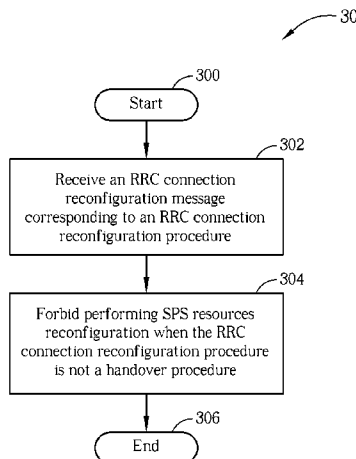 30
300
Start
302
Receive an RRC connection
reconfiguration message
corresponding to an RRC connection
reconfiguration procedure
304
Forbid performing SPS resources
reconfiguration when the RRC
connection reconfiguration procedure
is not a handover procedure
306
End